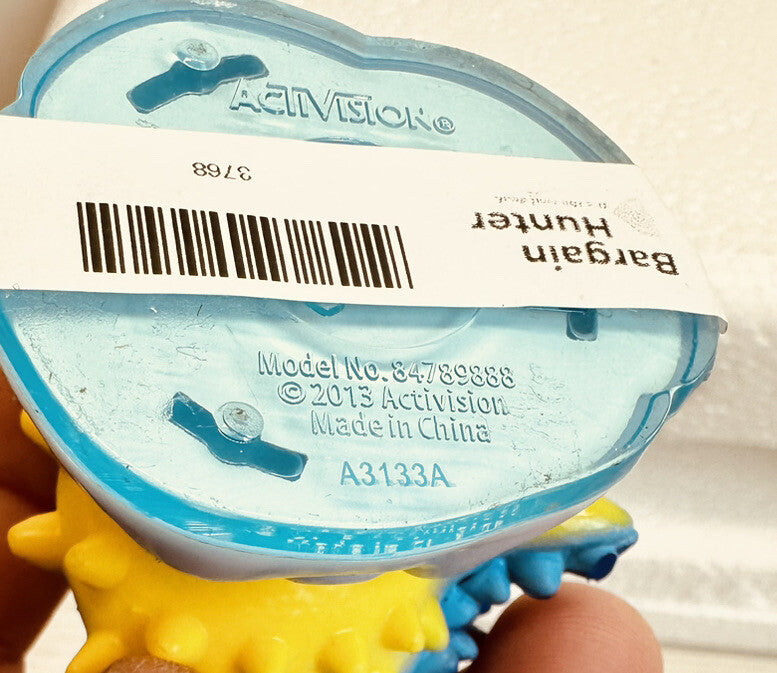 ACTIVISION®
Bargain
Hunter
3768
Model No. 84789888
© 2013 Activision
Made in China
A3133A